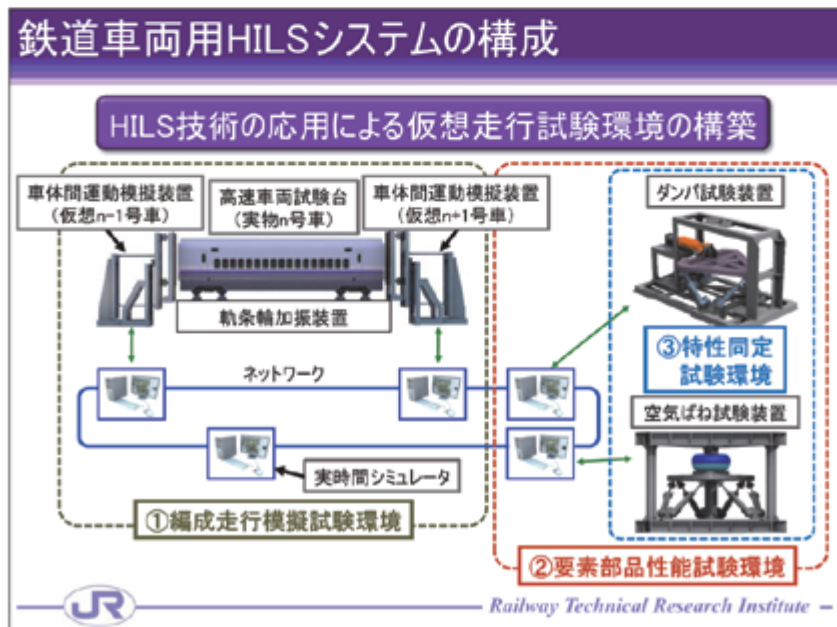 鉄道車両用HILSシステムの構成
HILS技術の応用による仮想走行試験環境の構築
車体間運動模擬装置
(仮想n-1号車)
高速車両試験台
(実物n号車)
車体間運動模擬装置
(仮想n+1号車)
ダンパ試験装置
軌条輪加振装置
③特性同定
試験環境
ネットワーク
空気ばね試験装置
実時間シミュレータ
①編成走行模擬試験環境
②要素部品性能試験環境
JR
Railway Technical Research Institute